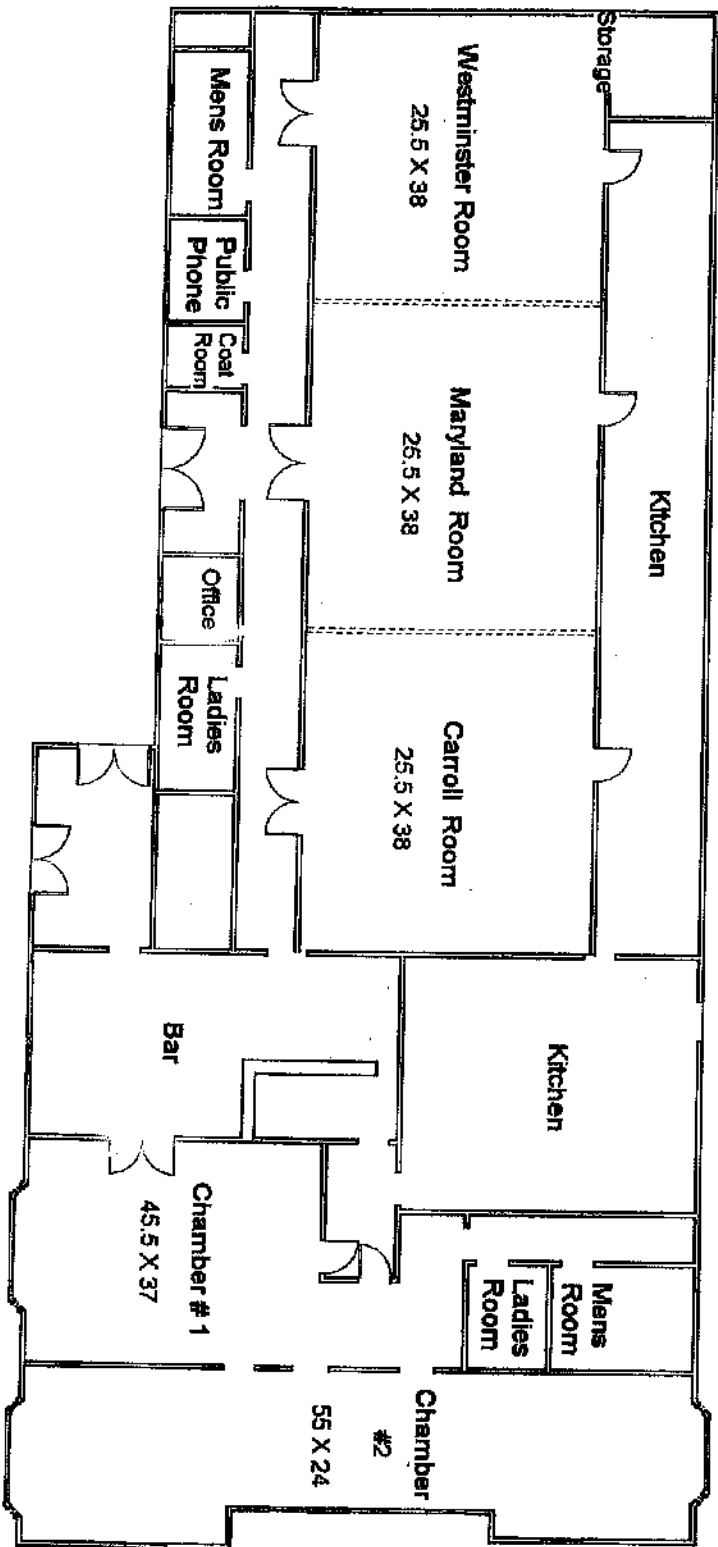 Storage
Westminster Room
25.5 X 38
Mens Room
Public
Phone
Coat
Room
Maryland Room
25.5 X 38
Kitchen
Office
Ladies
Room
Carroll Room
25.5 X 38
Bar
Kitchen
Chamber # 1
45.5 X 37
Mens
Room
Ladies
Room
Chamber
#2
55 X 24